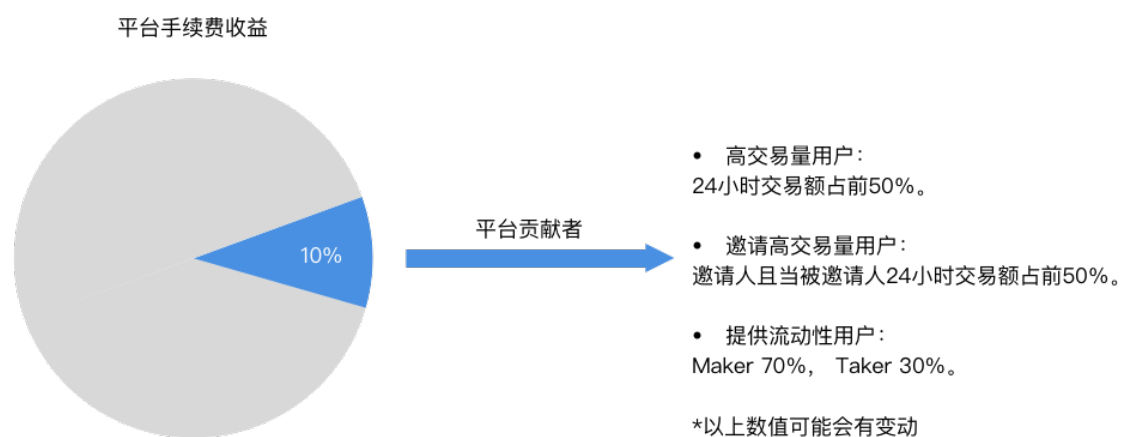 平台手续费收益
10%
平台贡献者
• 高交易量用户：
24小时交易额占前50%。
• 邀请高交易量用户：
邀请人且当被邀请人24小时交易额占前50%。
• 提供流动性用户：
Maker 70%， Taker 30%。
*以上数值可能会有变动